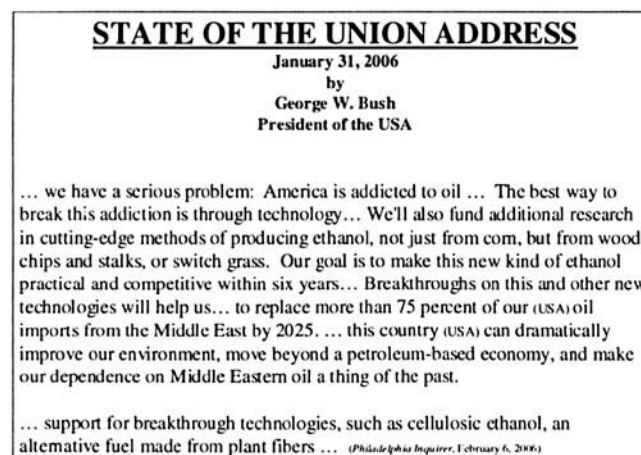 STATE OF THE UNION ADDRESS
January 31, 2006
by
George W. Bush
President of the USA
… we have a serious problem: America is addicted to oil … The best way to
break this addiction is through technology… We'll also fund additional research
in cutting-edge methods of producing ethanol, not just from corn, but from wood
chips and stalks, or switch grass. Our goal is to make this new kind of ethanol
practical and competitive within six years… Breakthroughs on this and other new
technologies will help us… to replace more than 75 percent of our (USA) oil
imports from the Middle East by 2025. … this country (USA) can dramatically
improve our environment, move beyond a petroleum-based economy, and make
our dependence on Middle Eastern oil a thing of the past.
… support for breakthrough technologies, such as cellulosic ethanol, an
alternative fuel made from plant fibers … (Philadelphia Inquirer, February 6, 2006)